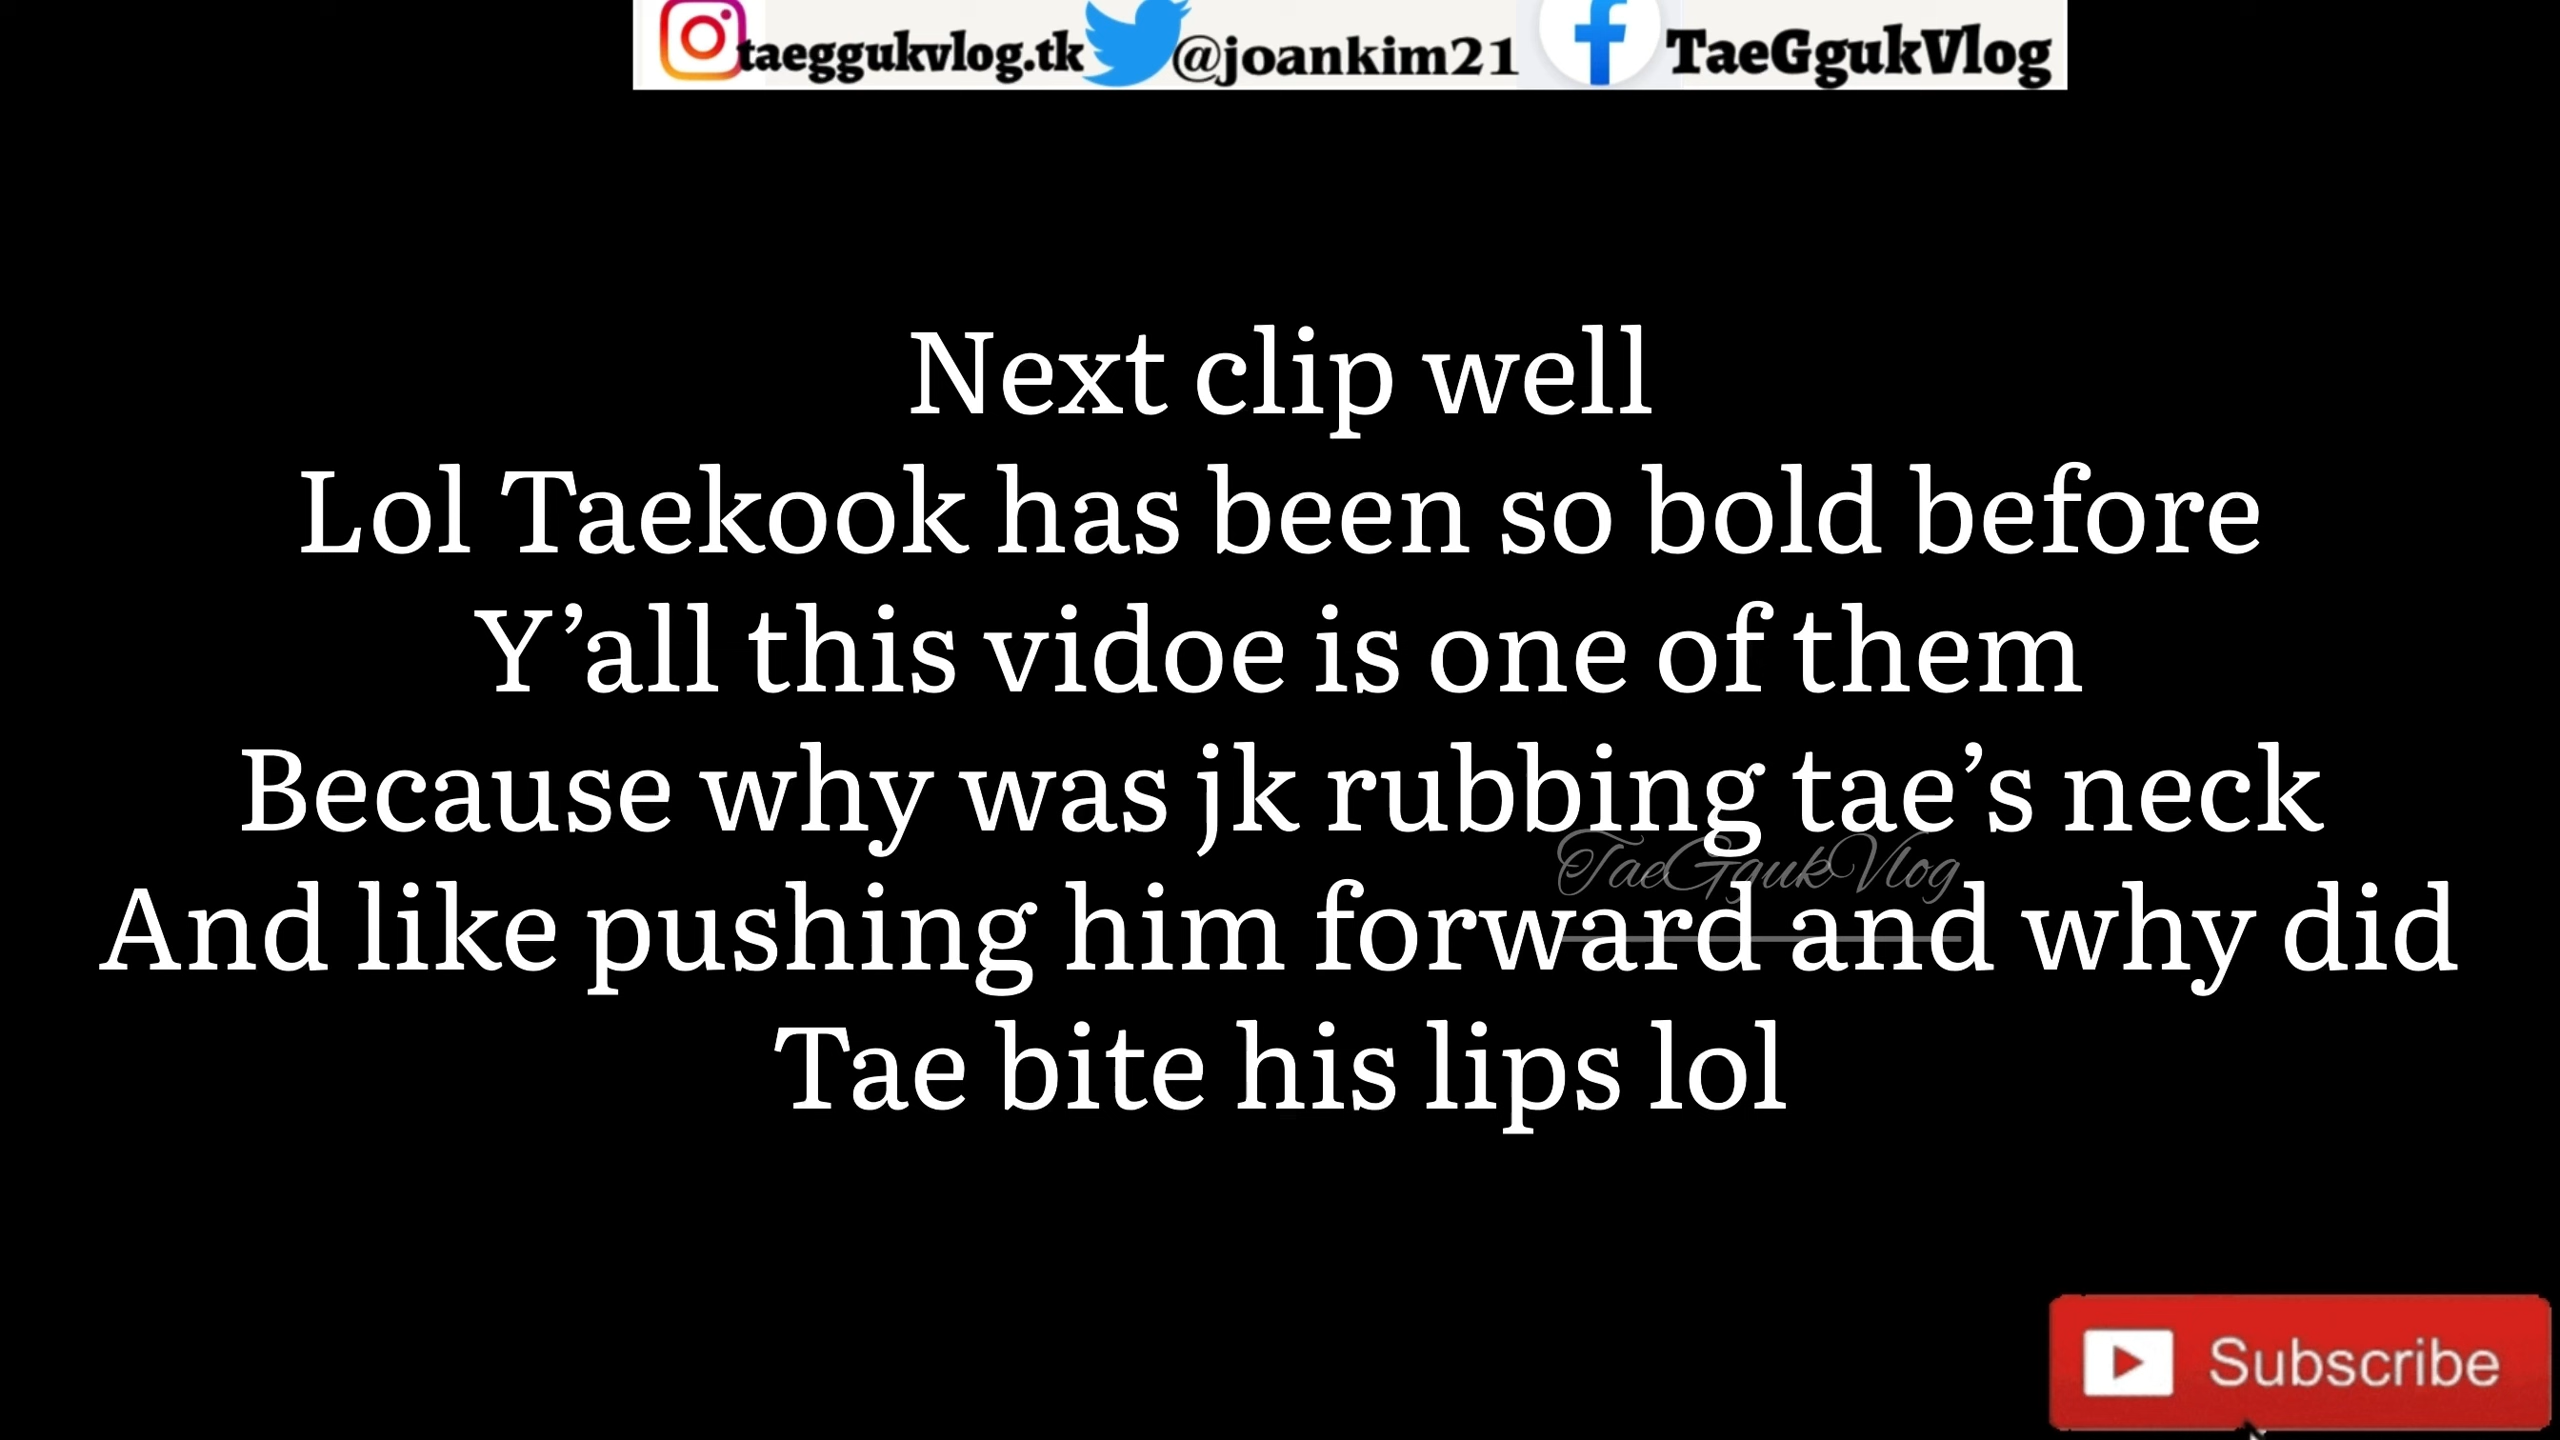 taeggukvlog.tk @joankim21 TaeGgukVlog
Next clip well
Lol Taekook has been so bold before
Y’all this vidoe is one of them
Because why was jk rubbing tae’s neck
TaeGgukVlog
And like pushing him forward and why did
Tae bite his lips lol
Subscribe